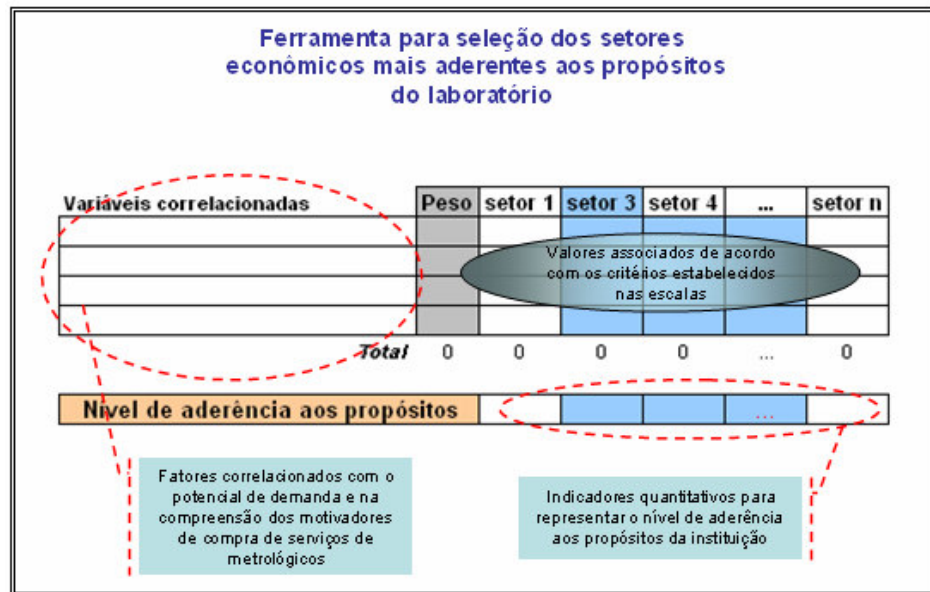 Ferramenta para seleção dos setores
econômicos mais aderentes aos propósitos
do laboratório
Variáveis correlacionadas Peso setor 1 setor 3 setor 4 ... setor n
Valores associados de acordo
com os critérios estabelecidos
nas escalas
Total 0 0 0 0 ... 0
Nível de aderência aos propósitos ...
Fatores correlacionados com o
potencial de demanda e na
compreensão dos motivadores
de compra de serviços de
metrológicos
Indicadores quantitativos para
representar o nível de aderência
aos propósitos da instituição